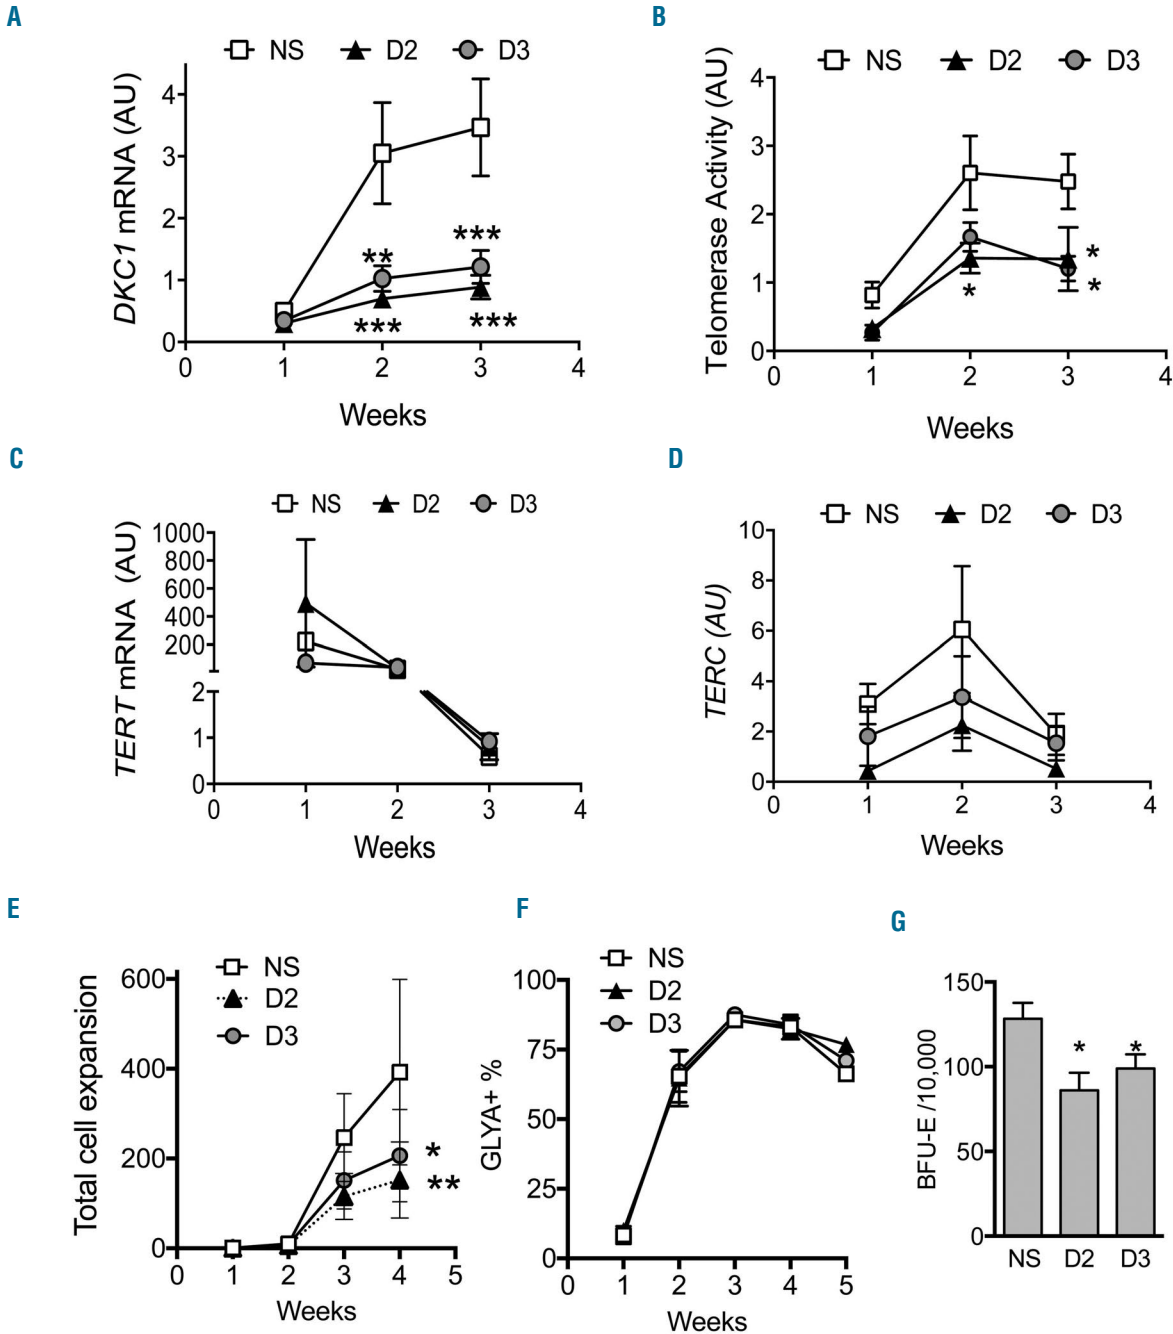 A
NS D2 D3
DKC1 mRNA (AU)
4
3
2
1
0
** ***
*** ***
0 1 2 3 4
Weeks
B
NS D2 D3
Telomerase Activity (AU)
4
3
2
1
0
*
*
*
0 1 2 3 4
Weeks
C
NS D2 D3
TERT mRNA (AU)
1000
800
600
400
200
2
1
0
0 1 2 3 4
Weeks
D
NS D2 D3
TERC (AU)
10
8
6
4
2
0
0 1 2 3 4
Weeks
E
NS
D2
D3
Total cell expansion
600
400
200
0
*
**
0 1 2 3 4 5
Weeks
F
NS
D2
D3
GLYA+ %
100
75
50
25
0
0 1 2 3 4 5
Weeks
G
BFU-E /10,000
150
100
50
0
* *
NS D2 D3